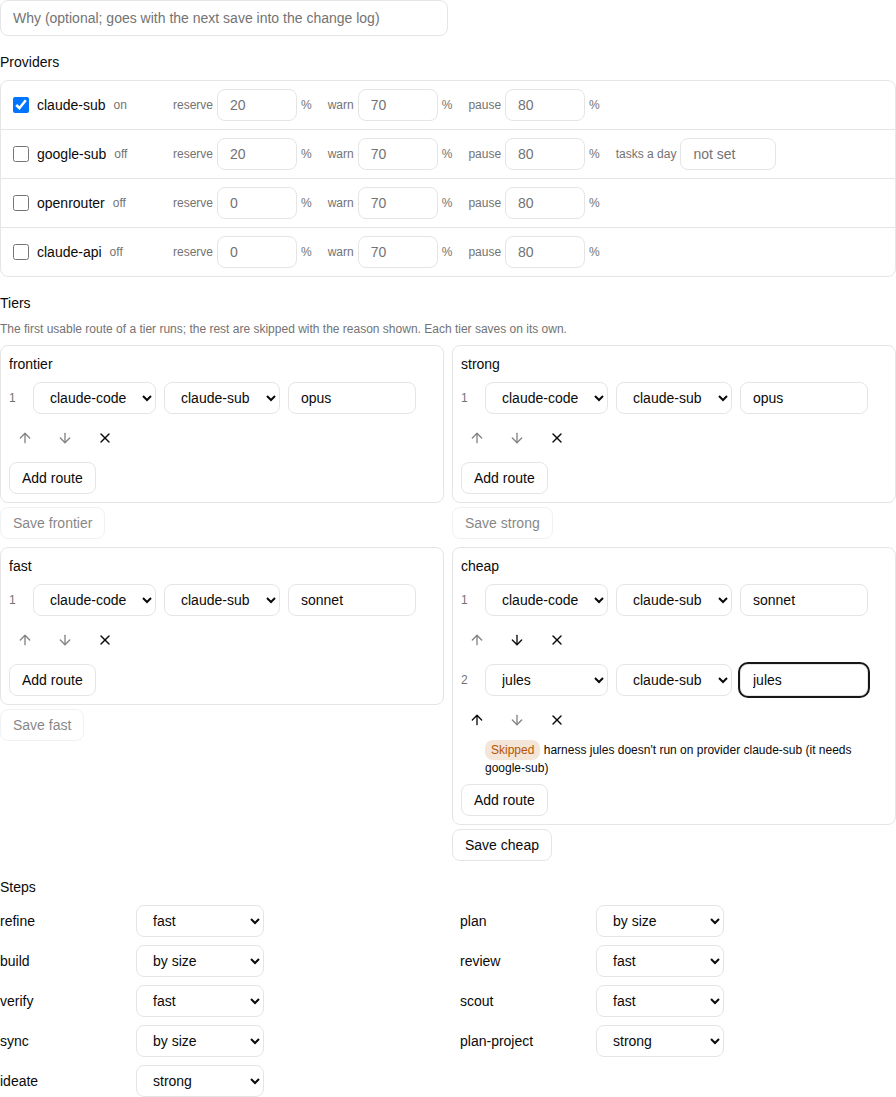 Why (optional; goes with the next save into the change log)
Providers
claude-sub on reserve 20 % warn 70 % pause 80 %
google-sub off reserve 20 % warn 70 % pause 80 % tasks a day not set
openrouter off reserve 0 % warn 70 % pause 80 %
claude-api off reserve 0 % warn 70 % pause 80 %
Tiers
The first usable route of a tier runs; the rest are skipped with the reason shown. Each tier saves on its own.
frontier
1 claude-code claude-sub opus
Add route
Save frontier
strong
1 claude-code claude-sub opus
Add route
Save strong
fast
1 claude-code claude-sub sonnet
Add route
Save fast
cheap
1 claude-code claude-sub sonnet
2 jules claude-sub jules
Skipped harness jules doesn't run on provider claude-sub (it needs
google-sub)
Add route
Save cheap
Steps
refine fast plan by size
build by size review fast
verify fast scout fast
sync by size plan-project strong
ideate strong